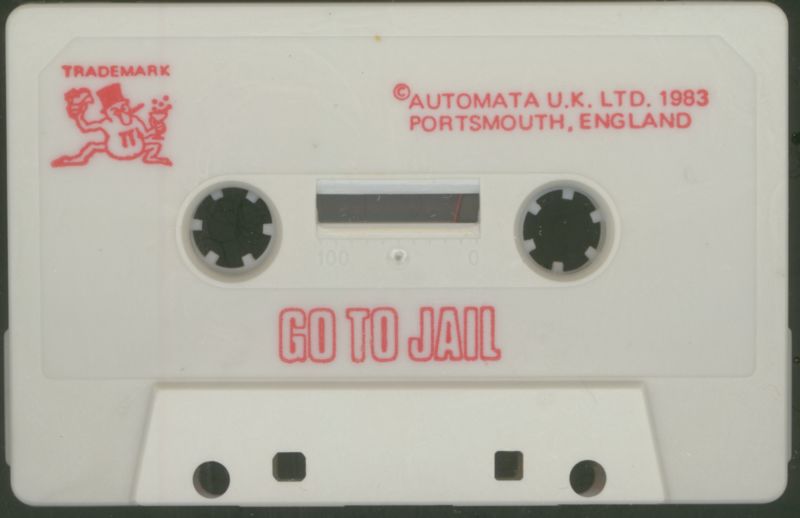 TRADEMARK
©AUTOMATA U.K. LTD. 1983
PORTSMOUTH, ENGLAND
100 0
GO TO JAIL